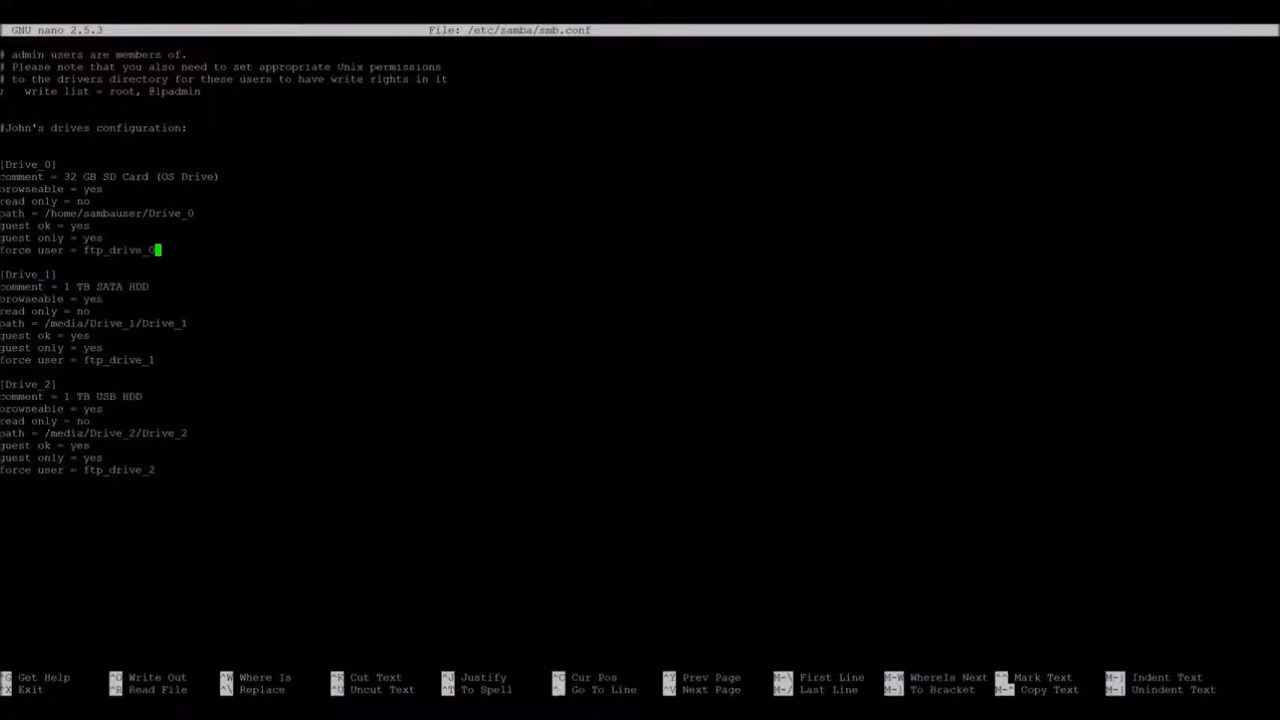 GNU nano 2.5.3 File: /etc/samba/smb.conf
# admin users are members of.
# Please note that you also need to set appropriate Unix permissions
# to the drivers directory for these users to have write rights in it
;   write list = root, @lpadmin
#John's drives configuration:
[Drive_0]
comment = 32 GB SD Card (OS Drive)
browseable = yes
read only = no
path = /home/sambauser/Drive_0
guest ok = yes
guest only = yes
force user = ftp_drive_0
[Drive_1]
comment = 1 TB SATA HDD
browseable = yes
read only = no
path = /media/Drive_1/Drive_1
guest ok = yes
guest only = yes
force user = ftp_drive_1
[Drive_2]
comment = 1 TB USB HDD
browseable = yes
read only = no
path = /media/Drive_2/Drive_2
guest ok = yes
guest only = yes
force user = ftp_drive_2
^G Get Help ^O Write Out ^W Where Is ^K Cut Text ^J Justify ^C Cur Pos ^Y Prev Page M-\ First Line M-W WhereIs Next ^^ Mark Text M-} Indent Text
^X Exit ^R Read File ^\ Replace ^U Uncut Text ^T To Spell ^_ Go To Line ^V Next Page M-/ Last Line M-] To Bracket M-^ Copy Text M-{ Unindent Text